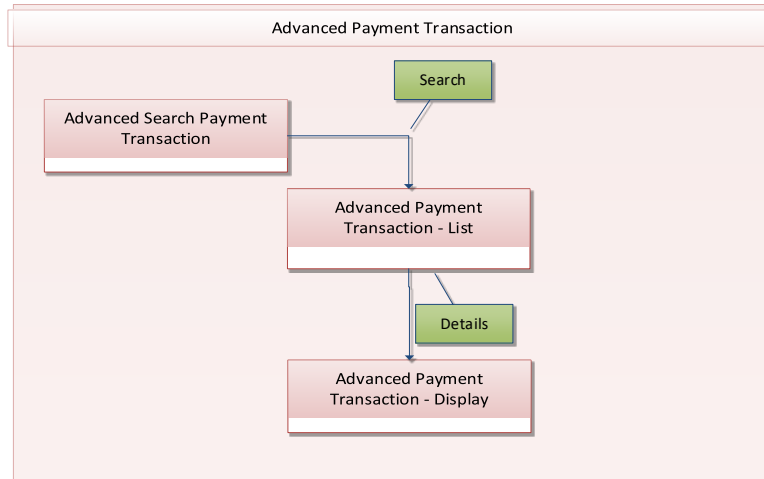 Advanced Payment Transaction
Search
Advanced Search Payment
Transaction
Advanced Payment
Transaction - List
Details
Advanced Payment
Transaction - Display